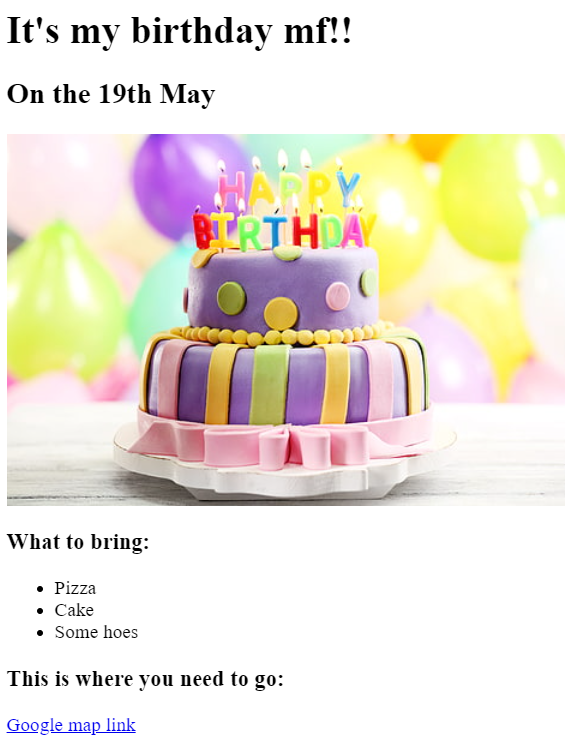 It's my birthday mf!!
On the 19th May
HAPPY
BIRTHDAY
What to bring:
Pizza
Cake
Some hoes
This is where you need to go:
Google map link